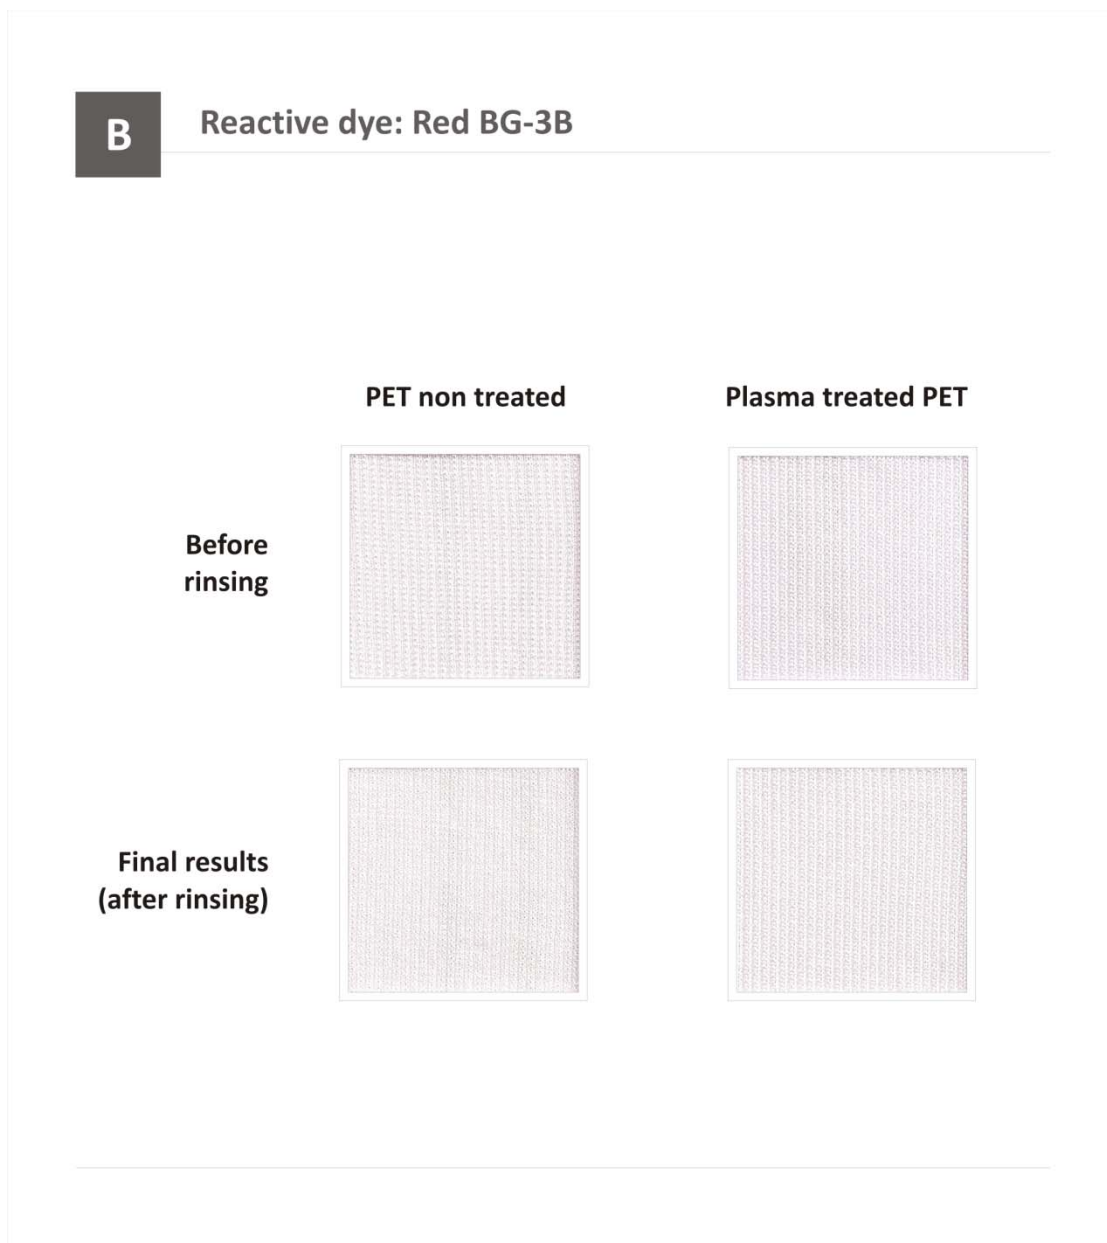 B
Reactive dye: Red BG-3B
PET non treated
Plasma treated PET
Before
rinsing
Final results
(after rinsing)